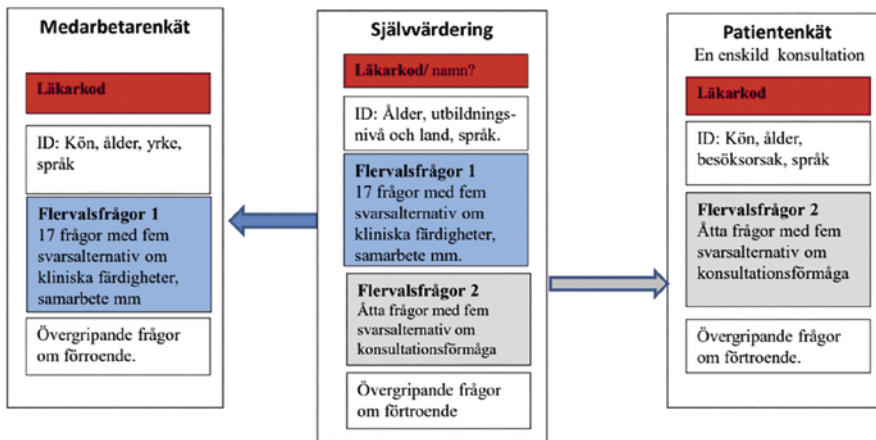 Medarbetarenkät
Läkarkod
ID: Kön, ålder, yrke,
språk
Flervalsfrågor 1
17 frågor med fem
svarsalternativ om
kliniska färdigheter,
samarbete mm
Övergripande frågor
om förroende.
Självvärdering
Läkarkod/ namn?
ID: Ålder, utbildnings-
nivå och land, språk.
Flervalsfrågor 1
17 frågor med fem
svarsalternativ om
kliniska färdigheter,
samarbete mm.
Flervalsfrågor 2
Åtta frågor med fem
svarsalternativ om
konsultationsförmåga
Övergripande frågor
om förtroende
Patientenkät
En enskild konsultation
Läkarkod
ID: Kön, ålder,
besöksorsak, språk
Flervalsfrågor 2
Åtta frågor med fem
svarsalternativ om
konsultationsförmåga
Övergripande frågor
om förtroende.